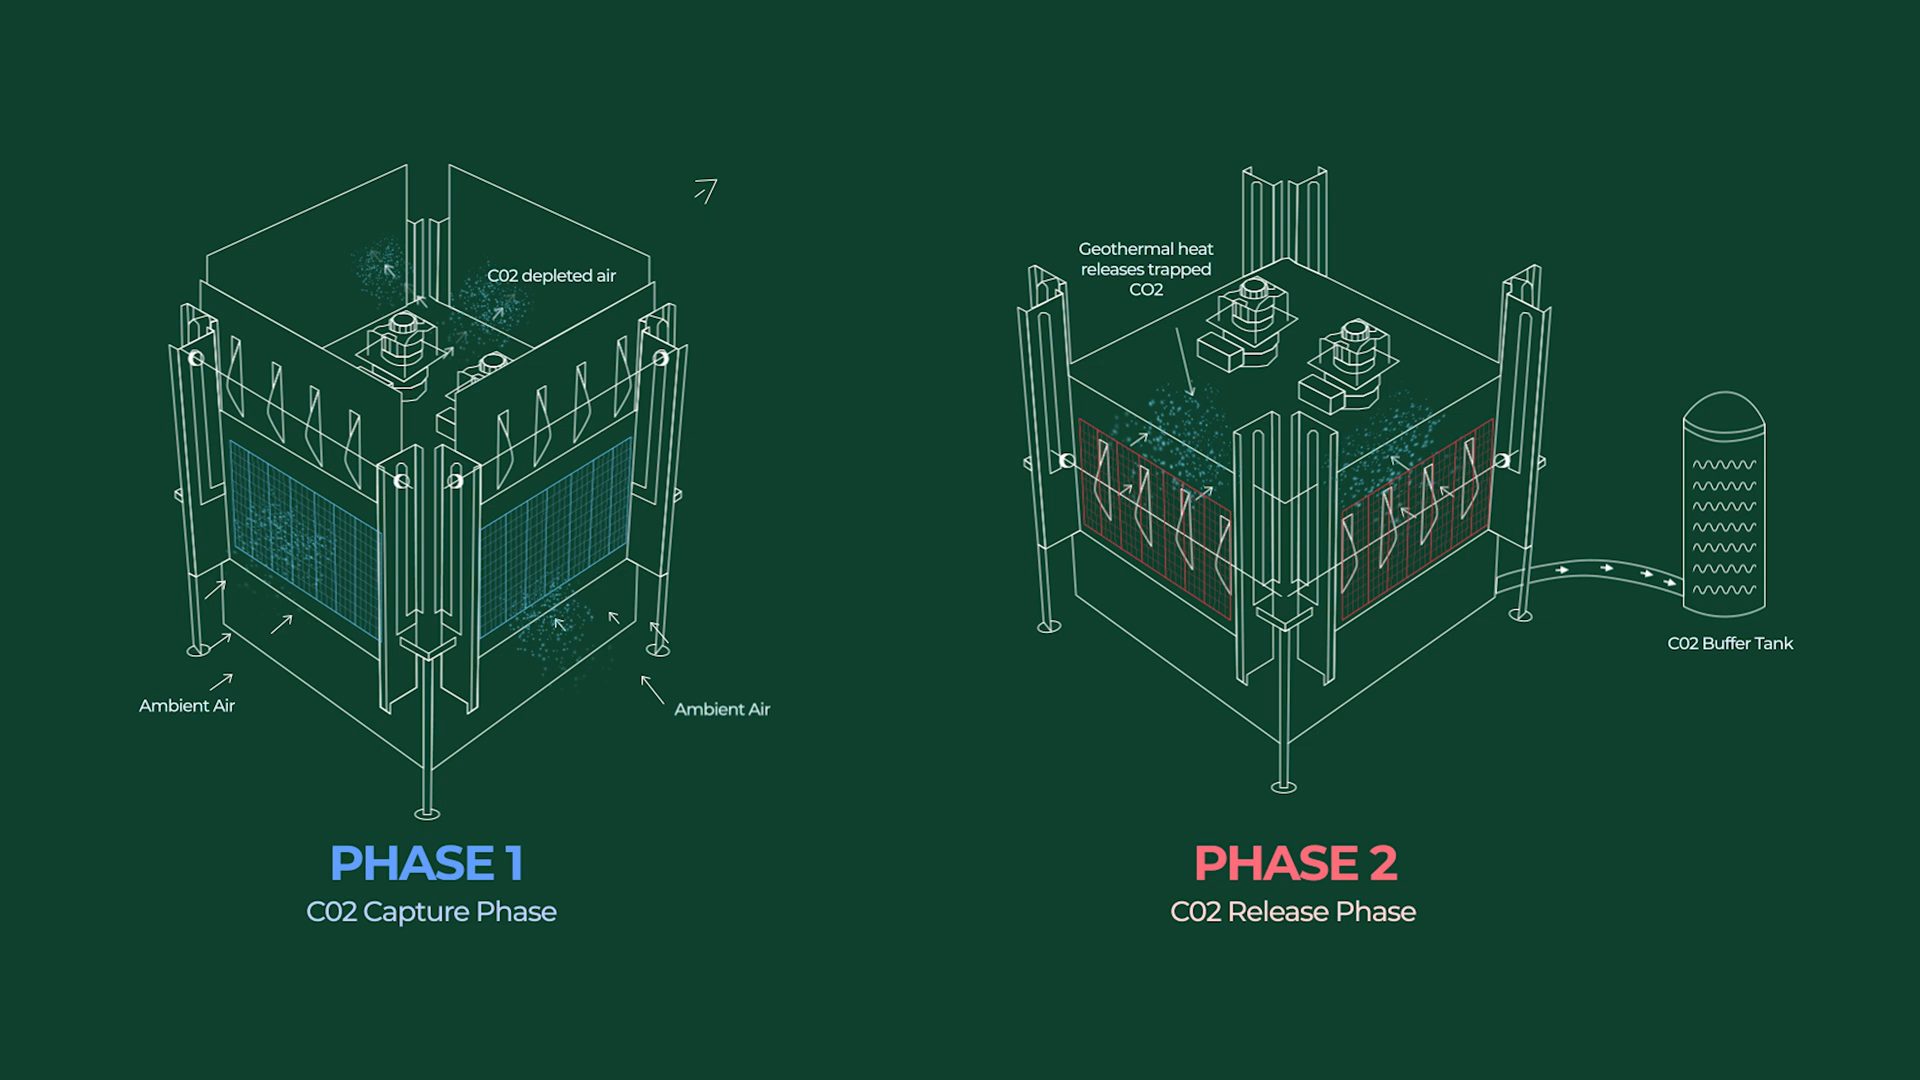 C02 depleted air
Ambient Air
Ambient Air
PHASE 1
C02 Capture Phase
Geothermal heat
releases trapped
CO2
C02 Buffer Tank
PHASE 2
C02 Release Phase